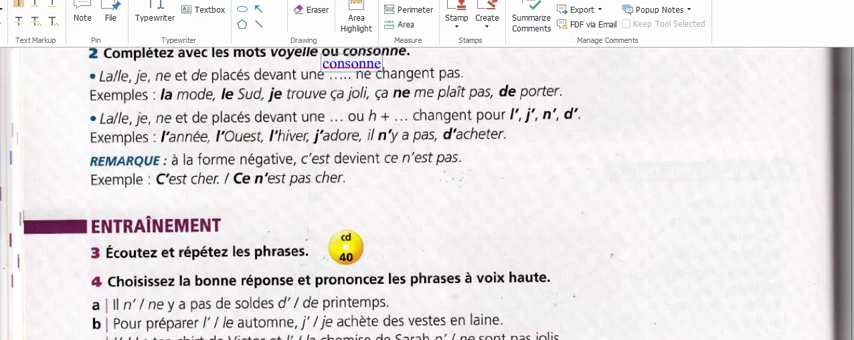 Note
Link
Typewriter
Textbox
Eraser
Area
Highlight
Perimeter
Area
Stamp
Create
Summarize
Comments
Export
FDF via Email
Popup Notes
Keep Tool Selected
Text Markup
Pin
Typewriter
Drawing
Measure
Stamps
Manage Comments
2 Complétez avec les mots voyelle ou consonne.
consonne
• La/le, je, ne et de placés devant une ..... ne changent pas.
Exemples : la mode, le Sud, je trouve ça joli, ça ne me plaît pas, de porter.
• La/le, je, ne et de placés devant une ... ou h + ... changent pour l', j', n', d'.
Exemples : l'année, l'Ouest, l'hiver, j'adore, il n'y a pas, d'acheter.
REMARQUE : à la forme négative, c'est devient ce n'est pas.
Exemple : C'est cher. / Ce n'est pas cher.
ENTRAÎNEMENT
3 Écoutez et répétez les phrases.
cd
40
4 Choisissez la bonne réponse et prononcez les phrases à voix haute.
a | Il n' / ne y a pas de soldes d' / de printemps.
b | Pour préparer l' / le automne, j' / je achète des vestes en laine.